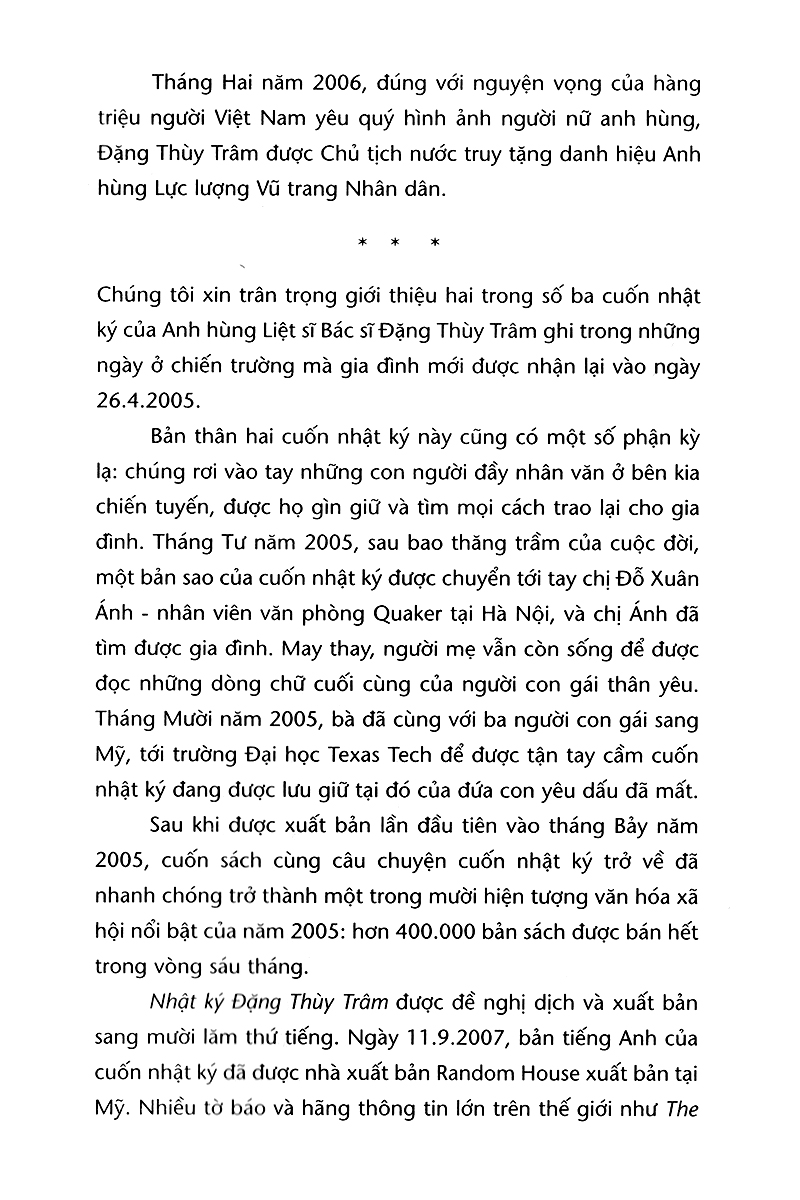 Tháng Hai năm 2006, đúng với nguyện vọng của hàng
triệu người Việt Nam yêu quý hình ảnh người nữ anh hùng,
Đặng Thùy Trâm được Chủ tịch nước truy tặng danh hiệu Anh
hùng Lực lượng Vũ trang Nhân dân.
* * *
Chúng tôi xin trân trọng giới thiệu hai trong số ba cuốn nhật
ký của Anh hùng Liệt sĩ Bác sĩ Đặng Thùy Trâm ghi trong những
ngày ở chiến trường mà gia đình mới được nhận lại vào ngày
26.4.2005.
Bản thân hai cuốn nhật ký này cũng có một số phận kỳ
lạ: chúng rơi vào tay những con người đầy nhân văn ở bên kia
chiến tuyến, được họ gìn giữ và tìm mọi cách trao lại cho gia
đình. Tháng Tư năm 2005, sau bao thăng trầm của cuộc đời,
một bản sao của cuốn nhật ký được chuyển tới tay chị Đỗ Xuân
Ánh - nhân viên văn phòng Quaker tại Hà Nội, và chị Ánh đã
tìm được gia đình. May thay, người mẹ vẫn còn sống để được
đọc những dòng chữ cuối cùng của người con gái thân yêu.
Tháng Mười năm 2005, bà đã cùng với ba người con gái sang
Mỹ, tới trường Đại học Texas Tech để được tận tay cầm cuốn
nhật ký đang được lưu giữ tại đó của đứa con yêu dấu đã mất.
Sau khi được xuất bản lần đầu tiên vào tháng Bảy năm
2005, cuốn sách cùng câu chuyện cuốn nhật ký trở về đã
nhanh chóng trở thành một trong mười hiện tượng văn hóa xã
hội nổi bật của năm 2005: hơn 400.000 bản sách được bán hết
trong vòng sáu tháng.
Nhật ký Đặng Thùy Trâm được đề nghị dịch và xuất bản
sang mười lăm thứ tiếng. Ngày 11.9.2007, bản tiếng Anh của
cuốn nhật ký đã được nhà xuất bản Random House xuất bản tại
Mỹ. Nhiều tờ báo và hãng thông tin lớn trên thế giới như The